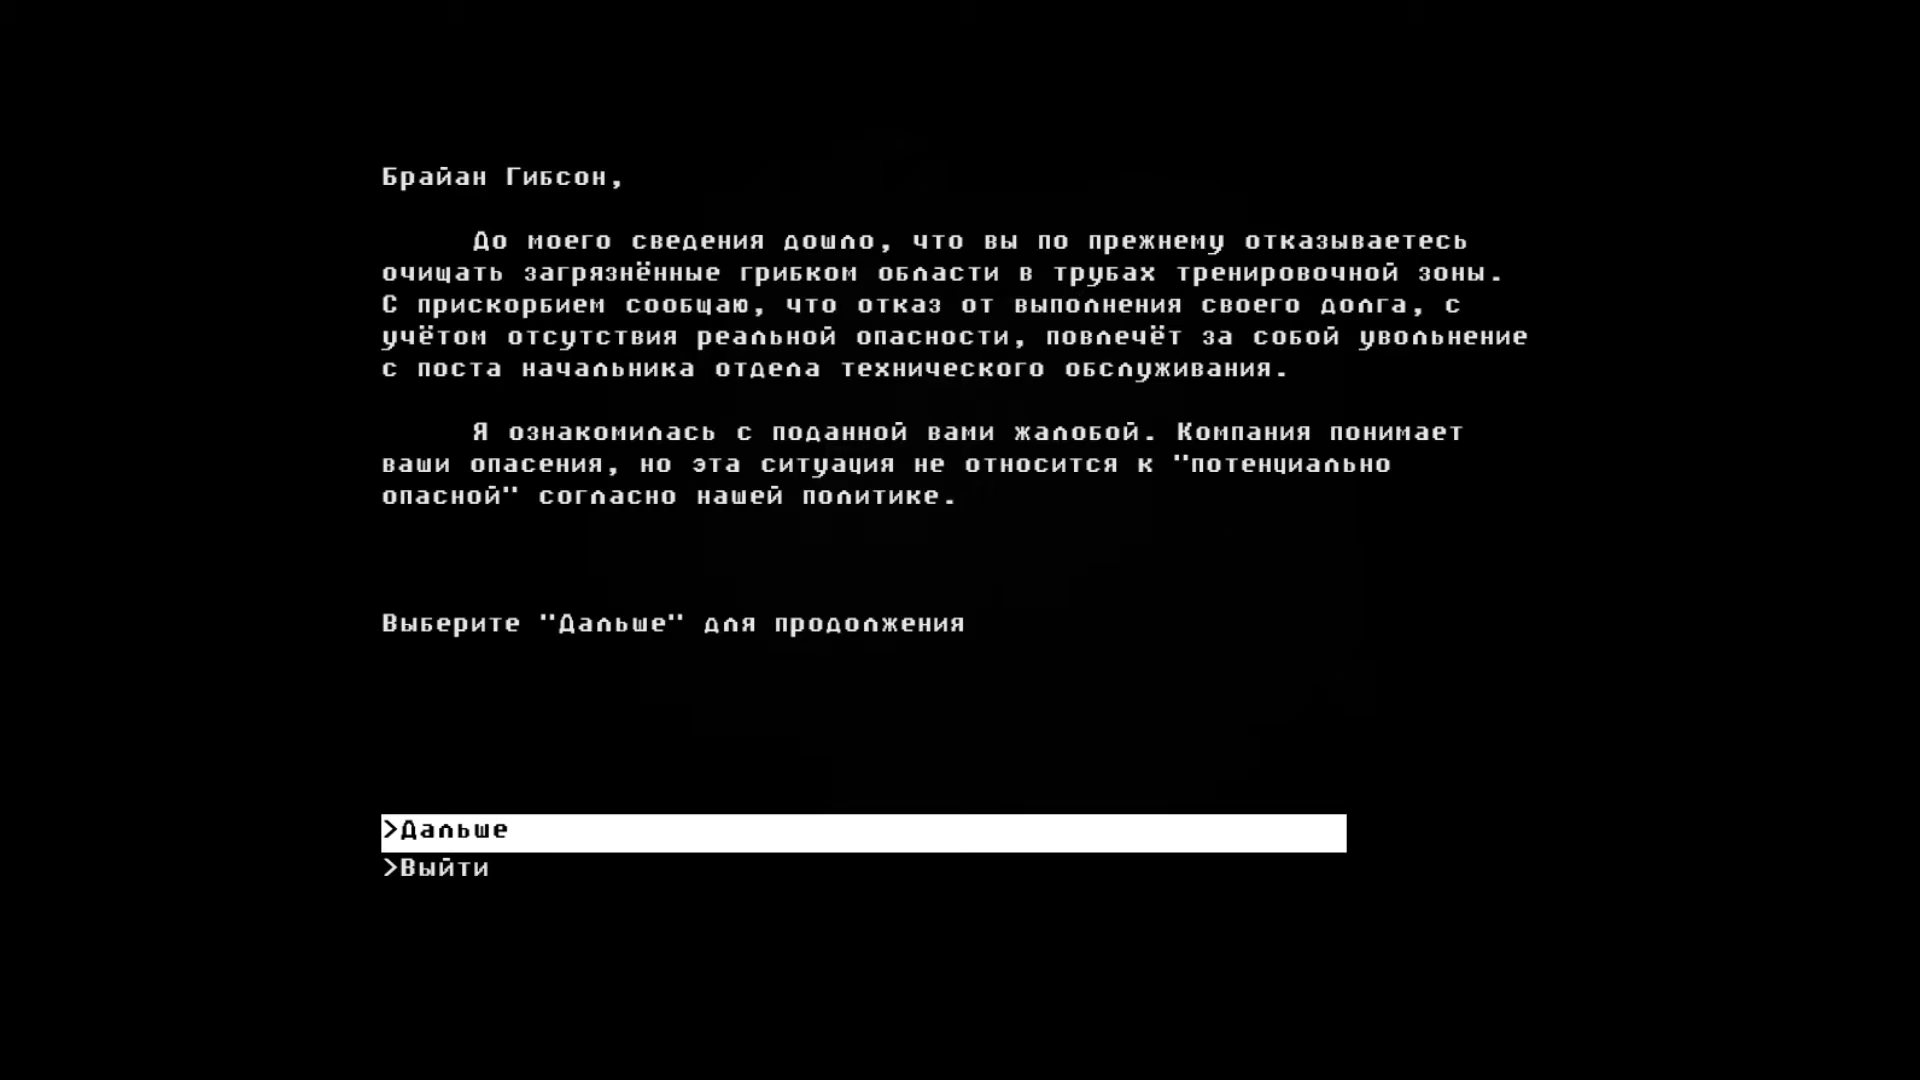 Брайан Гибсон,
До моего сведения дошло, что вы по прежнему отказываетесь
очищать загрязнённые грибком области в трубах тренировочной зоны.
С прискорбием сообщаю, что отказ от выполнения своего долга, с
учётом отсутствия реальной опасности, повлечёт за собой увольнение
с поста начальника отдела технического обслуживания.
Я ознакомилась с поданной вами жалобой. Компания понимает
ваши опасения, но эта ситуация не относится к "потенциально
опасной" согласно нашей политике.
Выберите "Дальше" для продолжения
>Дальше
>Выйти